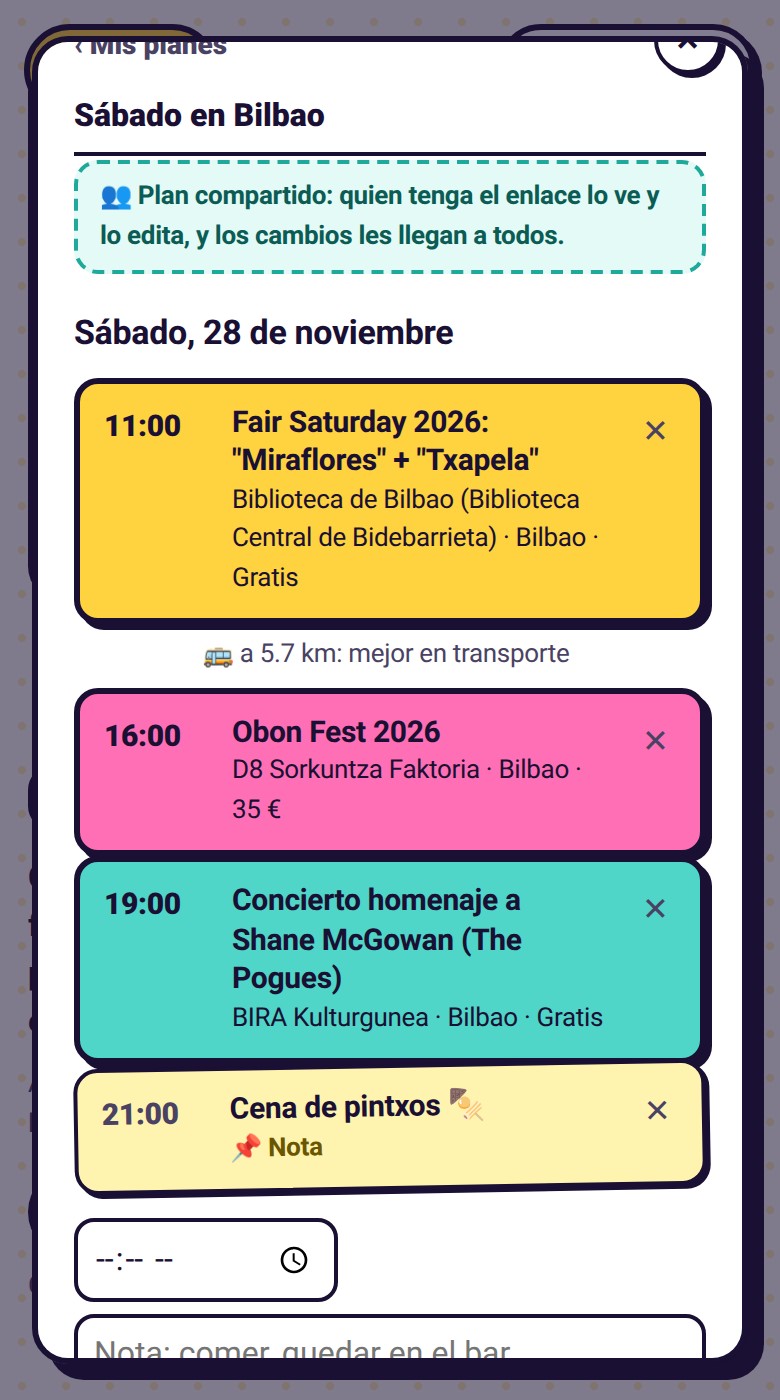 ‹ Mis planes
Sábado en Bilbao
👥 Plan compartido: quien tenga el enlace lo ve y
lo edita, y los cambios les llegan a todos.
Sábado, 28 de noviembre
11:00
Fair Saturday 2026:
"Miraflores" + "Txapela"
Biblioteca de Bilbao (Biblioteca
Central de Bidebarrieta) · Bilbao ·
Gratis
🚌 a 5.7 km: mejor en transporte
16:00
Obon Fest 2026
D8 Sorkuntza Faktoria · Bilbao ·
35 €
19:00
Concierto homenaje a
Shane McGowan (The
Pogues)
BIRA Kulturgunea · Bilbao · Gratis
21:00
Cena de pintxos 🍢
📌 Nota
--:-- --
Nota: comer, quedar en el bar